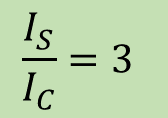 I_S/I_C = 3